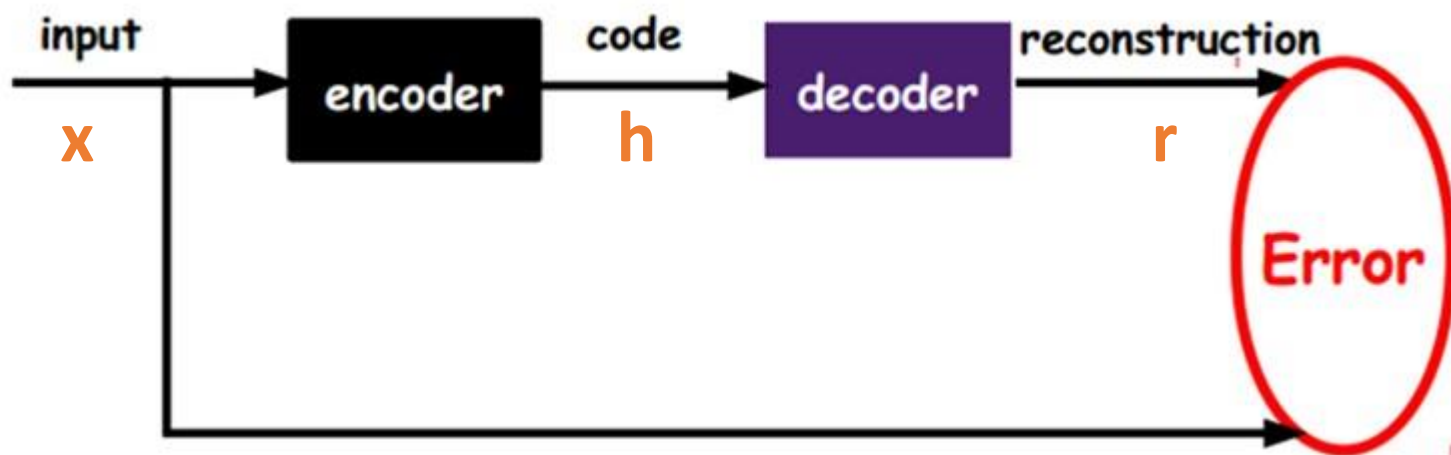 input
code
reconstruction
encoder
decoder
x
h
r
Error